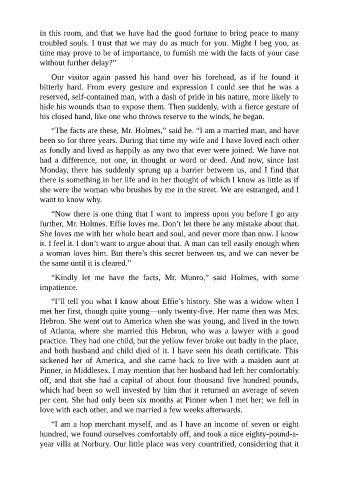 in this room, and that we have had the good fortune to bring peace to many
troubled souls. I trust that we may do as much for you. Might I beg you, as
time may prove to be of importance, to furnish me with the facts of your case
without further delay?”
Our visitor again passed his hand over his forehead, as if he found it
bitterly hard. From every gesture and expression I could see that he was a
reserved, self-contained man, with a dash of pride in his nature, more likely to
hide his wounds than to expose them. Then suddenly, with a fierce gesture of
his closed hand, like one who throws reserve to the winds, he began.
“The facts are these, Mr. Holmes,” said he. “I am a married man, and have
been so for three years. During that time my wife and I have loved each other
as fondly and lived as happily as any two that ever were joined. We have not
had a difference, not one, in thought or word or deed. And now, since last
Monday, there has suddenly sprung up a barrier between us, and I find that
there is something in her life and in her thought of which I know as little as if
she were the woman who brushes by me in the street. We are estranged, and I
want to know why.
“Now there is one thing that I want to impress upon you before I go any
further, Mr. Holmes. Effie loves me. Don’t let there be any mistake about that.
She loves me with her whole heart and soul, and never more than now. I know
it. I feel it. I don’t want to argue about that. A man can tell easily enough when
a woman loves him. But there’s this secret between us, and we can never be
the same until it is cleared.”
“Kindly let me have the facts, Mr. Munro,” said Holmes, with some
impatience.
“I’ll tell you what I know about Effie’s history. She was a widow when I
met her first, though quite young—only twenty-five. Her name then was Mrs.
Hebron. She went out to America when she was young, and lived in the town
of Atlanta, where she married this Hebron, who was a lawyer with a good
practice. They had one child, but the yellow fever broke out badly in the place,
and both husband and child died of it. I have seen his death certificate. This
sickened her of America, and she came back to live with a maiden aunt at
Pinner, in Middlesex. I may mention that her husband had left her comfortably
off, and that she had a capital of about four thousand five hundred pounds,
which had been so well invested by him that it returned an average of seven
per cent. She had only been six months at Pinner when I met her; we fell in
love with each other, and we married a few weeks afterwards.
“I am a hop merchant myself, and as I have an income of seven or eight
hundred, we found ourselves comfortably off, and took a nice eighty-pound-a-
year villa at Norbury. Our little place was very countrified, considering that it